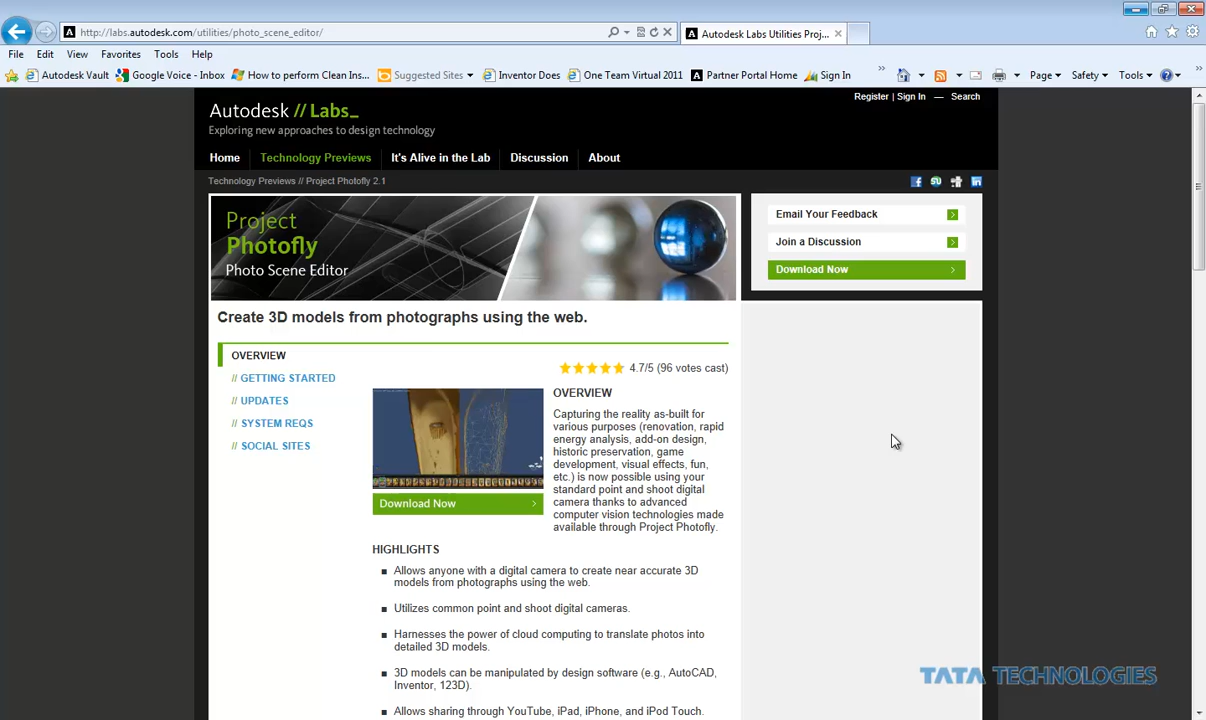 http://labs.autodesk.com/utilities/photo_scene_editor/
Autodesk Labs Utilities Proj...
File Edit View Favorites Tools Help
Autodesk Vault Google Voice - Inbox How to perform Clean Ins... Suggested Sites Inventor Does One Team Virtual 2011 Partner Portal Home Sign In » Page Safety Tools »
Register | Sign In — Search
Autodesk // Labs_
Exploring new approaches to design technology
Home Technology Previews It's Alive in the Lab Discussion About
Technology Previews // Project Photofly 2.1
Project
Photofly
Photo Scene Editor
Email Your Feedback
Join a Discussion
Download Now
Create 3D models from photographs using the web.
OVERVIEW
// GETTING STARTED
// UPDATES
// SYSTEM REQS
// SOCIAL SITES
4.7/5 (96 votes cast)
Download Now
OVERVIEW
Capturing the reality as-built for
various purposes (renovation, rapid
energy analysis, add-on design,
historic preservation, game
development, visual effects, fun,
etc.) is now possible using your
standard point and shoot digital
camera thanks to advanced
computer vision technologies made
available through Project Photofly.
HIGHLIGHTS
Allows anyone with a digital camera to create near accurate 3D
models from photographs using the web.
Utilizes common point and shoot digital cameras.
Harnesses the power of cloud computing to translate photos into
detailed 3D models.
3D models can be manipulated by design software (e.g., AutoCAD,
Inventor, 123D).
Allows sharing through YouTube, iPad, iPhone, and iPod Touch.
TATA TECHNOLOGIES